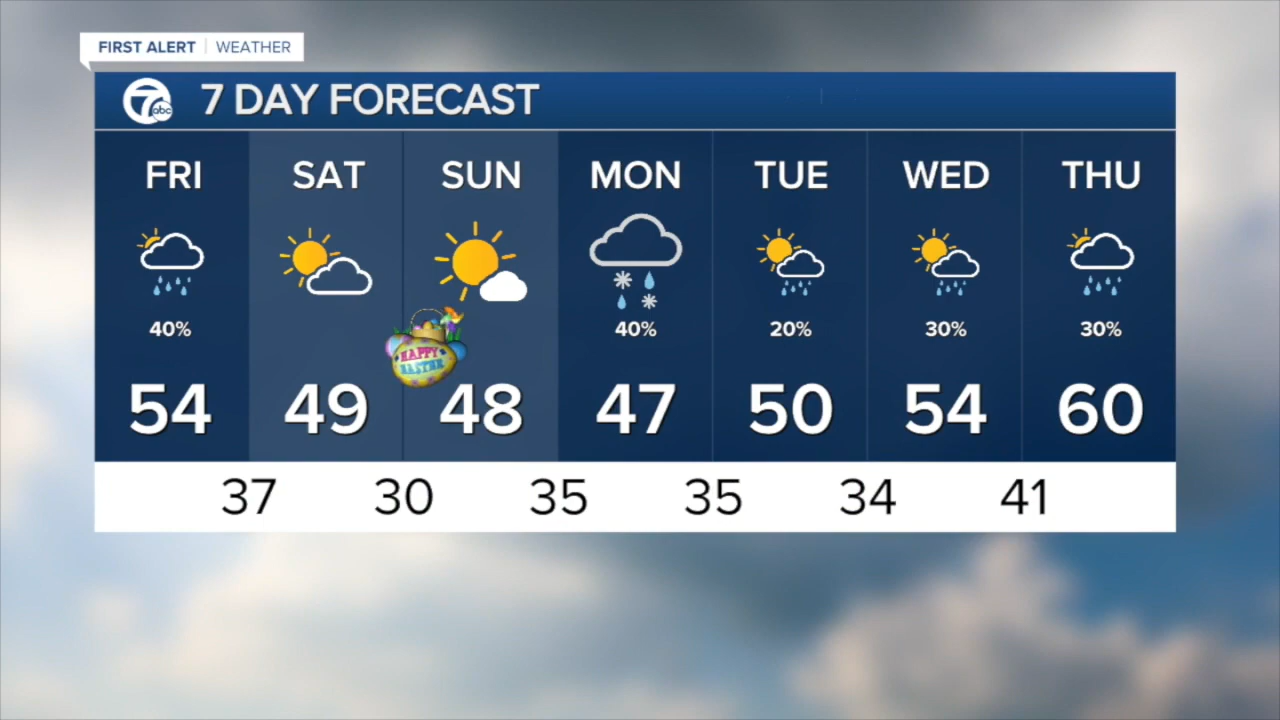 FIRST ALERT | WEATHER
7 abc 7 DAY FORECAST
FRI SAT SUN MON TUE WED THU
40% 40% 20% 30% 30%
HAPPY
EASTER
54 49 48 47 50 54 60
37 30 35 35 34 41